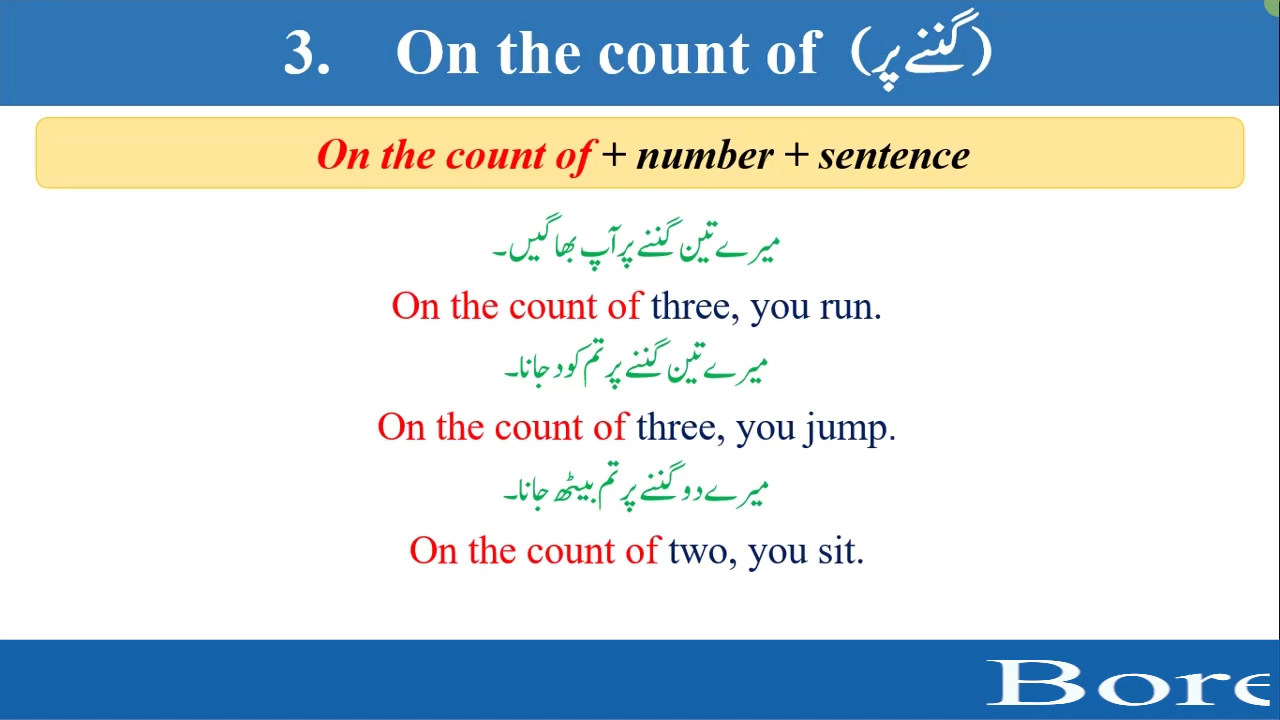 3. On the count of (گننے پر)
On the count of + number + sentence
میرے تین گننے پر آپ بھاگیں۔
On the count of three, you run.
میرے تین گننے پر تم کود جانا۔
On the count of three, you jump.
میرے دو گننے پر تم بیٹھ جانا۔
On the count of two, you sit.
Bore